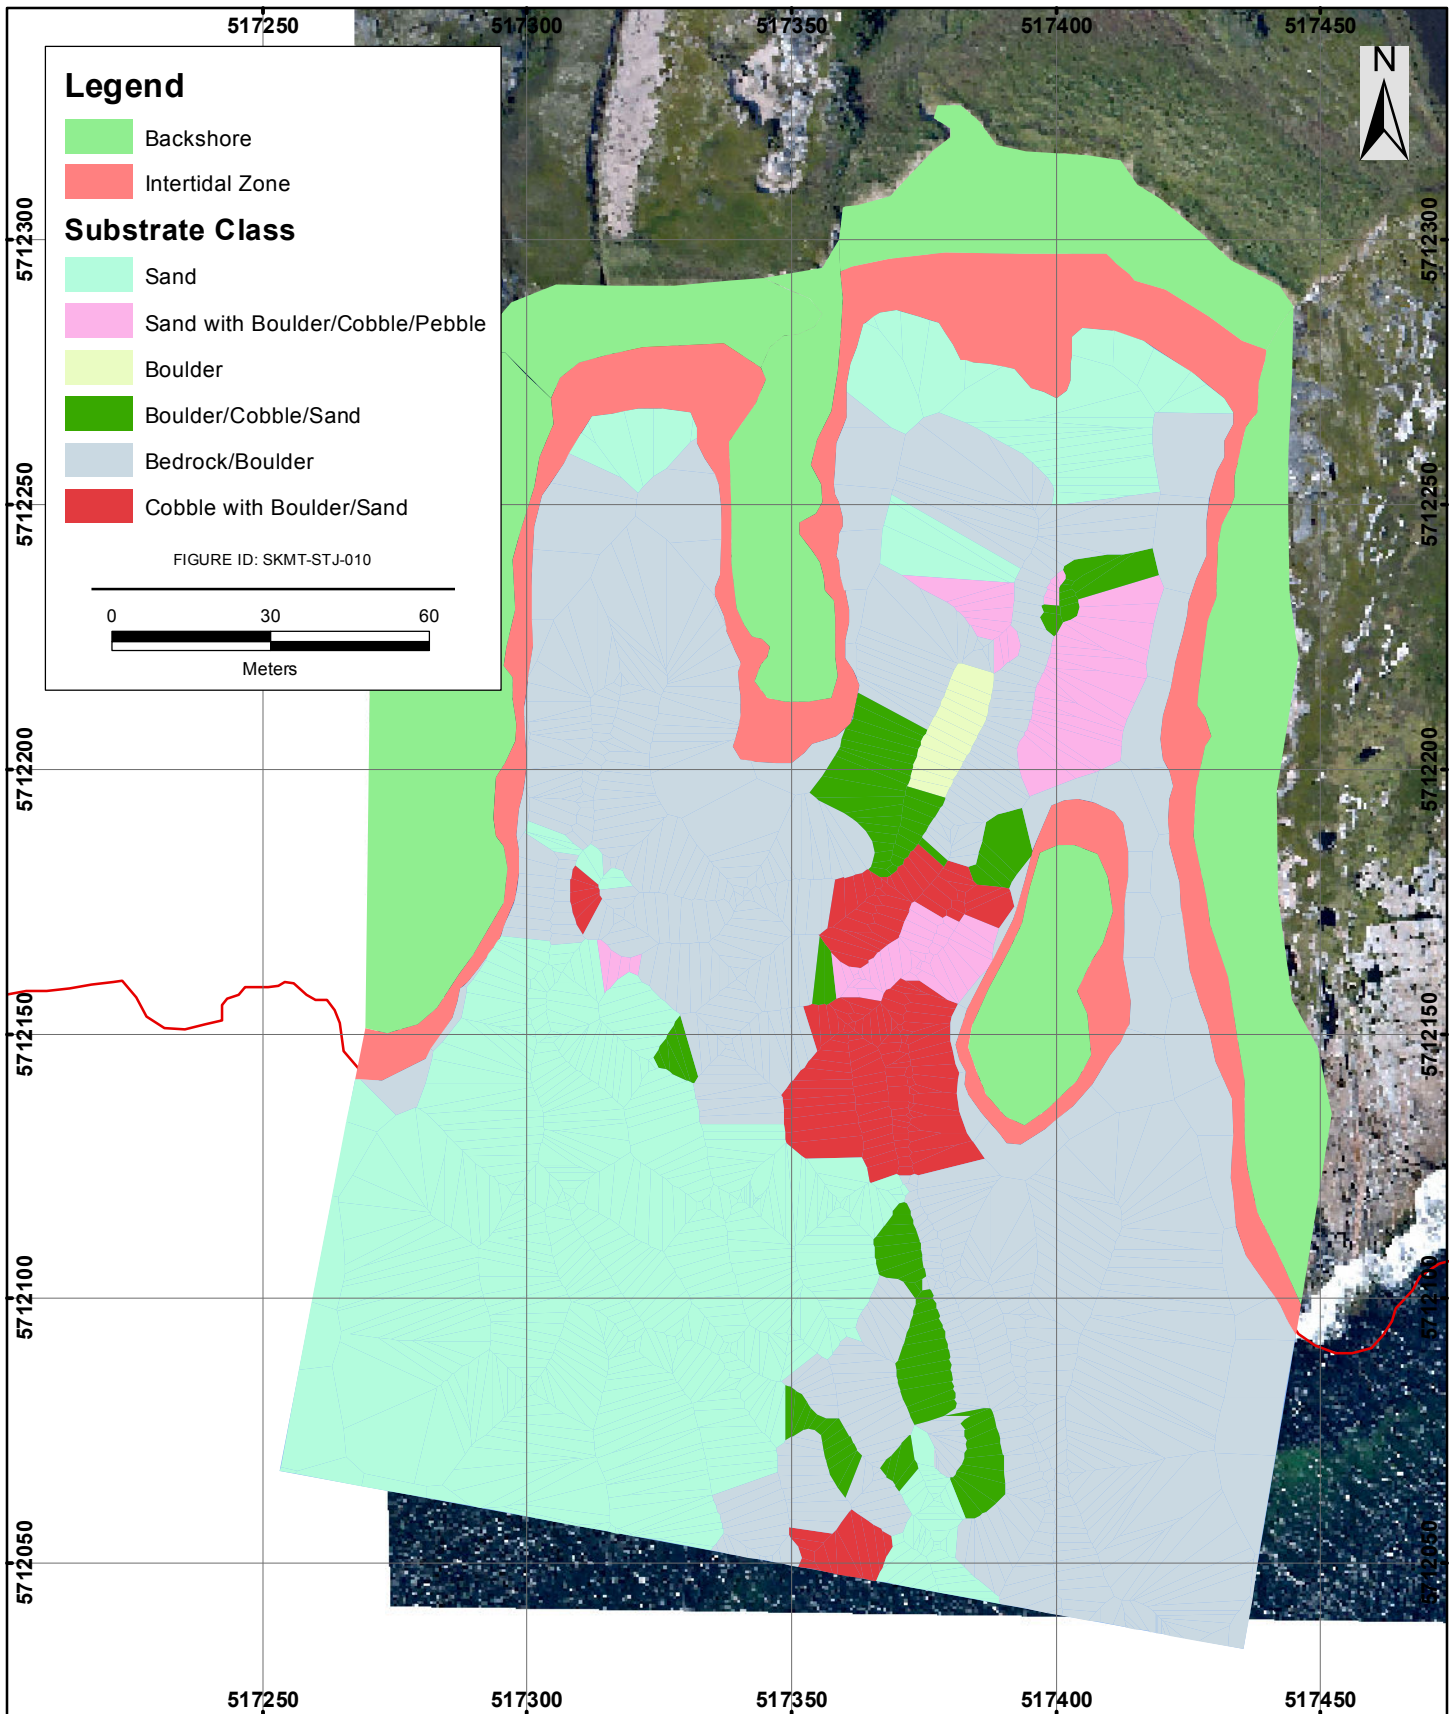 517250 517300 517350 517400 517450
N
Legend
Backshore
Intertidal Zone
Substrate Class
Sand
Sand with Boulder/Cobble/Pebble
Boulder
Boulder/Cobble/Sand
Bedrock/Boulder
Cobble with Boulder/Sand
FIGURE ID: SKMT-STJ-010
0 30 60
Meters
5712300 5712300
5712250 5712250
5712200 5712200
5712150 5712150
5712100 5712100
5712050 5712050
517250 517300 517350 517400 517450